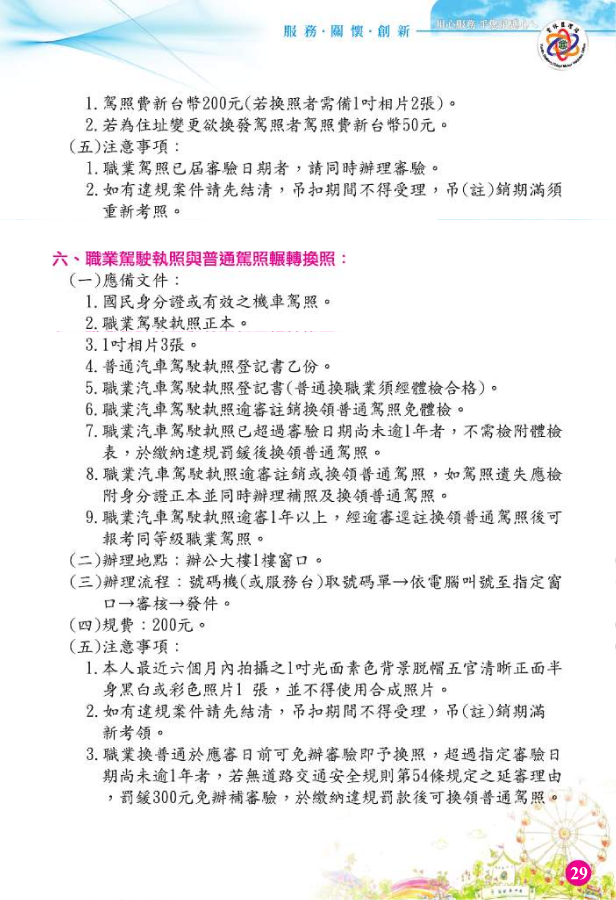 服務·關懷·創新
1.駕照費新台幣200元(若換照者需備1吋相片2張)。
2.若為住址變更欲換發駕照者駕照費新台幣50元。
(五)注意事項：
1.職業駕照已屆審驗日期者，請同時辦理審驗。
2.如有違規案件請先結清，吊扣期間不得受理，吊(註)銷期滿須
重新考照。
六、職業駕駛執照與普通駕照輾轉換照：
(一)應備文件：
1.國民身分證或有效之機車駕照。
2.職業駕駛執照正本。
3.1吋相片3張。
4.普通汽車駕駛執照登記書乙份。
5.職業汽車駕駛執照登記書(普通換職業須經體檢合格)。
6.職業汽車駕駛執照逾審註銷換領普通駕照免體檢。
7.職業汽車駕駛執照已超過審驗日期尚未逾1年者，不需檢附體檢
表，於繳納違規罰鍰後換領普通駕照。
8.職業汽車駕駛執照逾審註銷或換領普通駕照，如駕照遺失應檢
附身分證正本並同時辦理補照及換領普通駕照。
9.職業汽車駕駛執照逾審1年以上，經逾審逕註換領普通駕照後可
報考同等級職業駕照。
(二)辦理地點：辦公大樓1樓窗口。
(三)辦理流程：號碼機(或服務台)取號碼單→依電腦叫號至指定窗
口→審核→發件。
(四)規費：200元。
(五)注意事項：
1.本人最近六個月內拍攝之1吋光面素色背景脫帽五官清晰正面半
身黑白或彩色照片1 張，並不得使用合成照片。
2.如有違規案件請先結清，吊扣期間不得受理，吊(註)銷期滿
新考領。
3.職業換普通於應審日前可免辦審驗即予換照，超過指定審驗日
期尚未逾1年者，若無道路交通安全規則第54條規定之延審理由
，罰鍰300元免辦補審驗，於繳納違規罰款後可換領普通駕照。
29